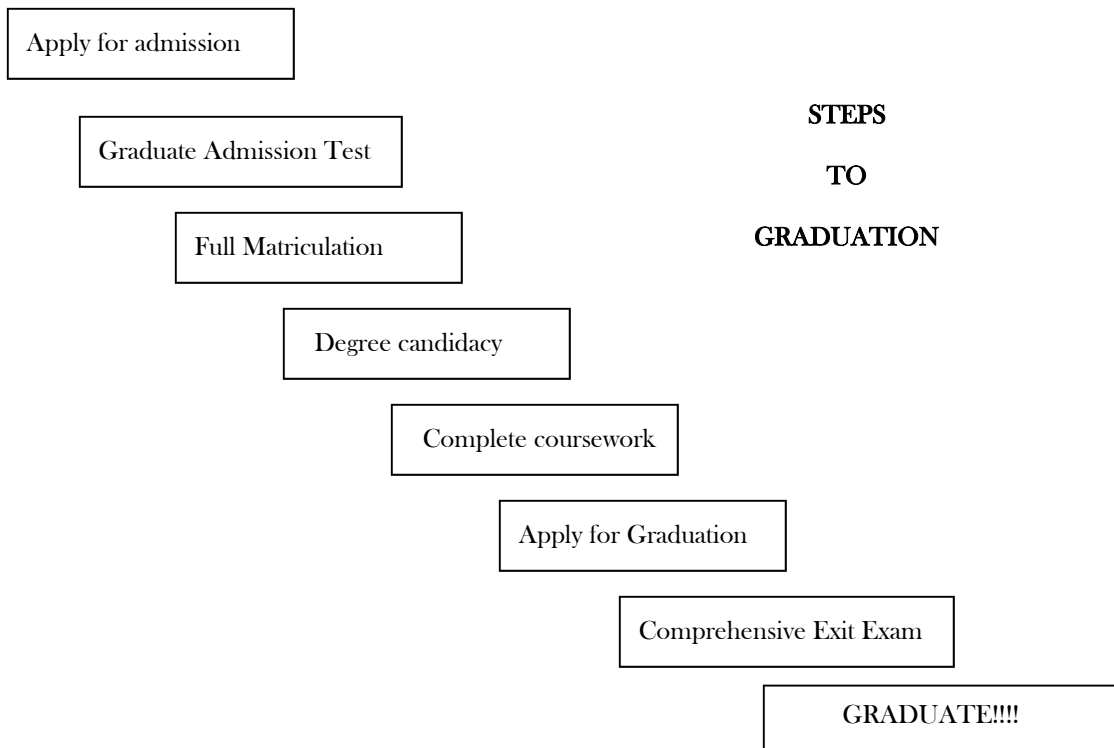 Apply for admission
STEPS
Graduate Admission Test
TO
GRADUATION
Full Matriculation
Degree candidacy
Complete coursework
Apply for Graduation
Comprehensive Exit Exam
GRADUATE!!!!